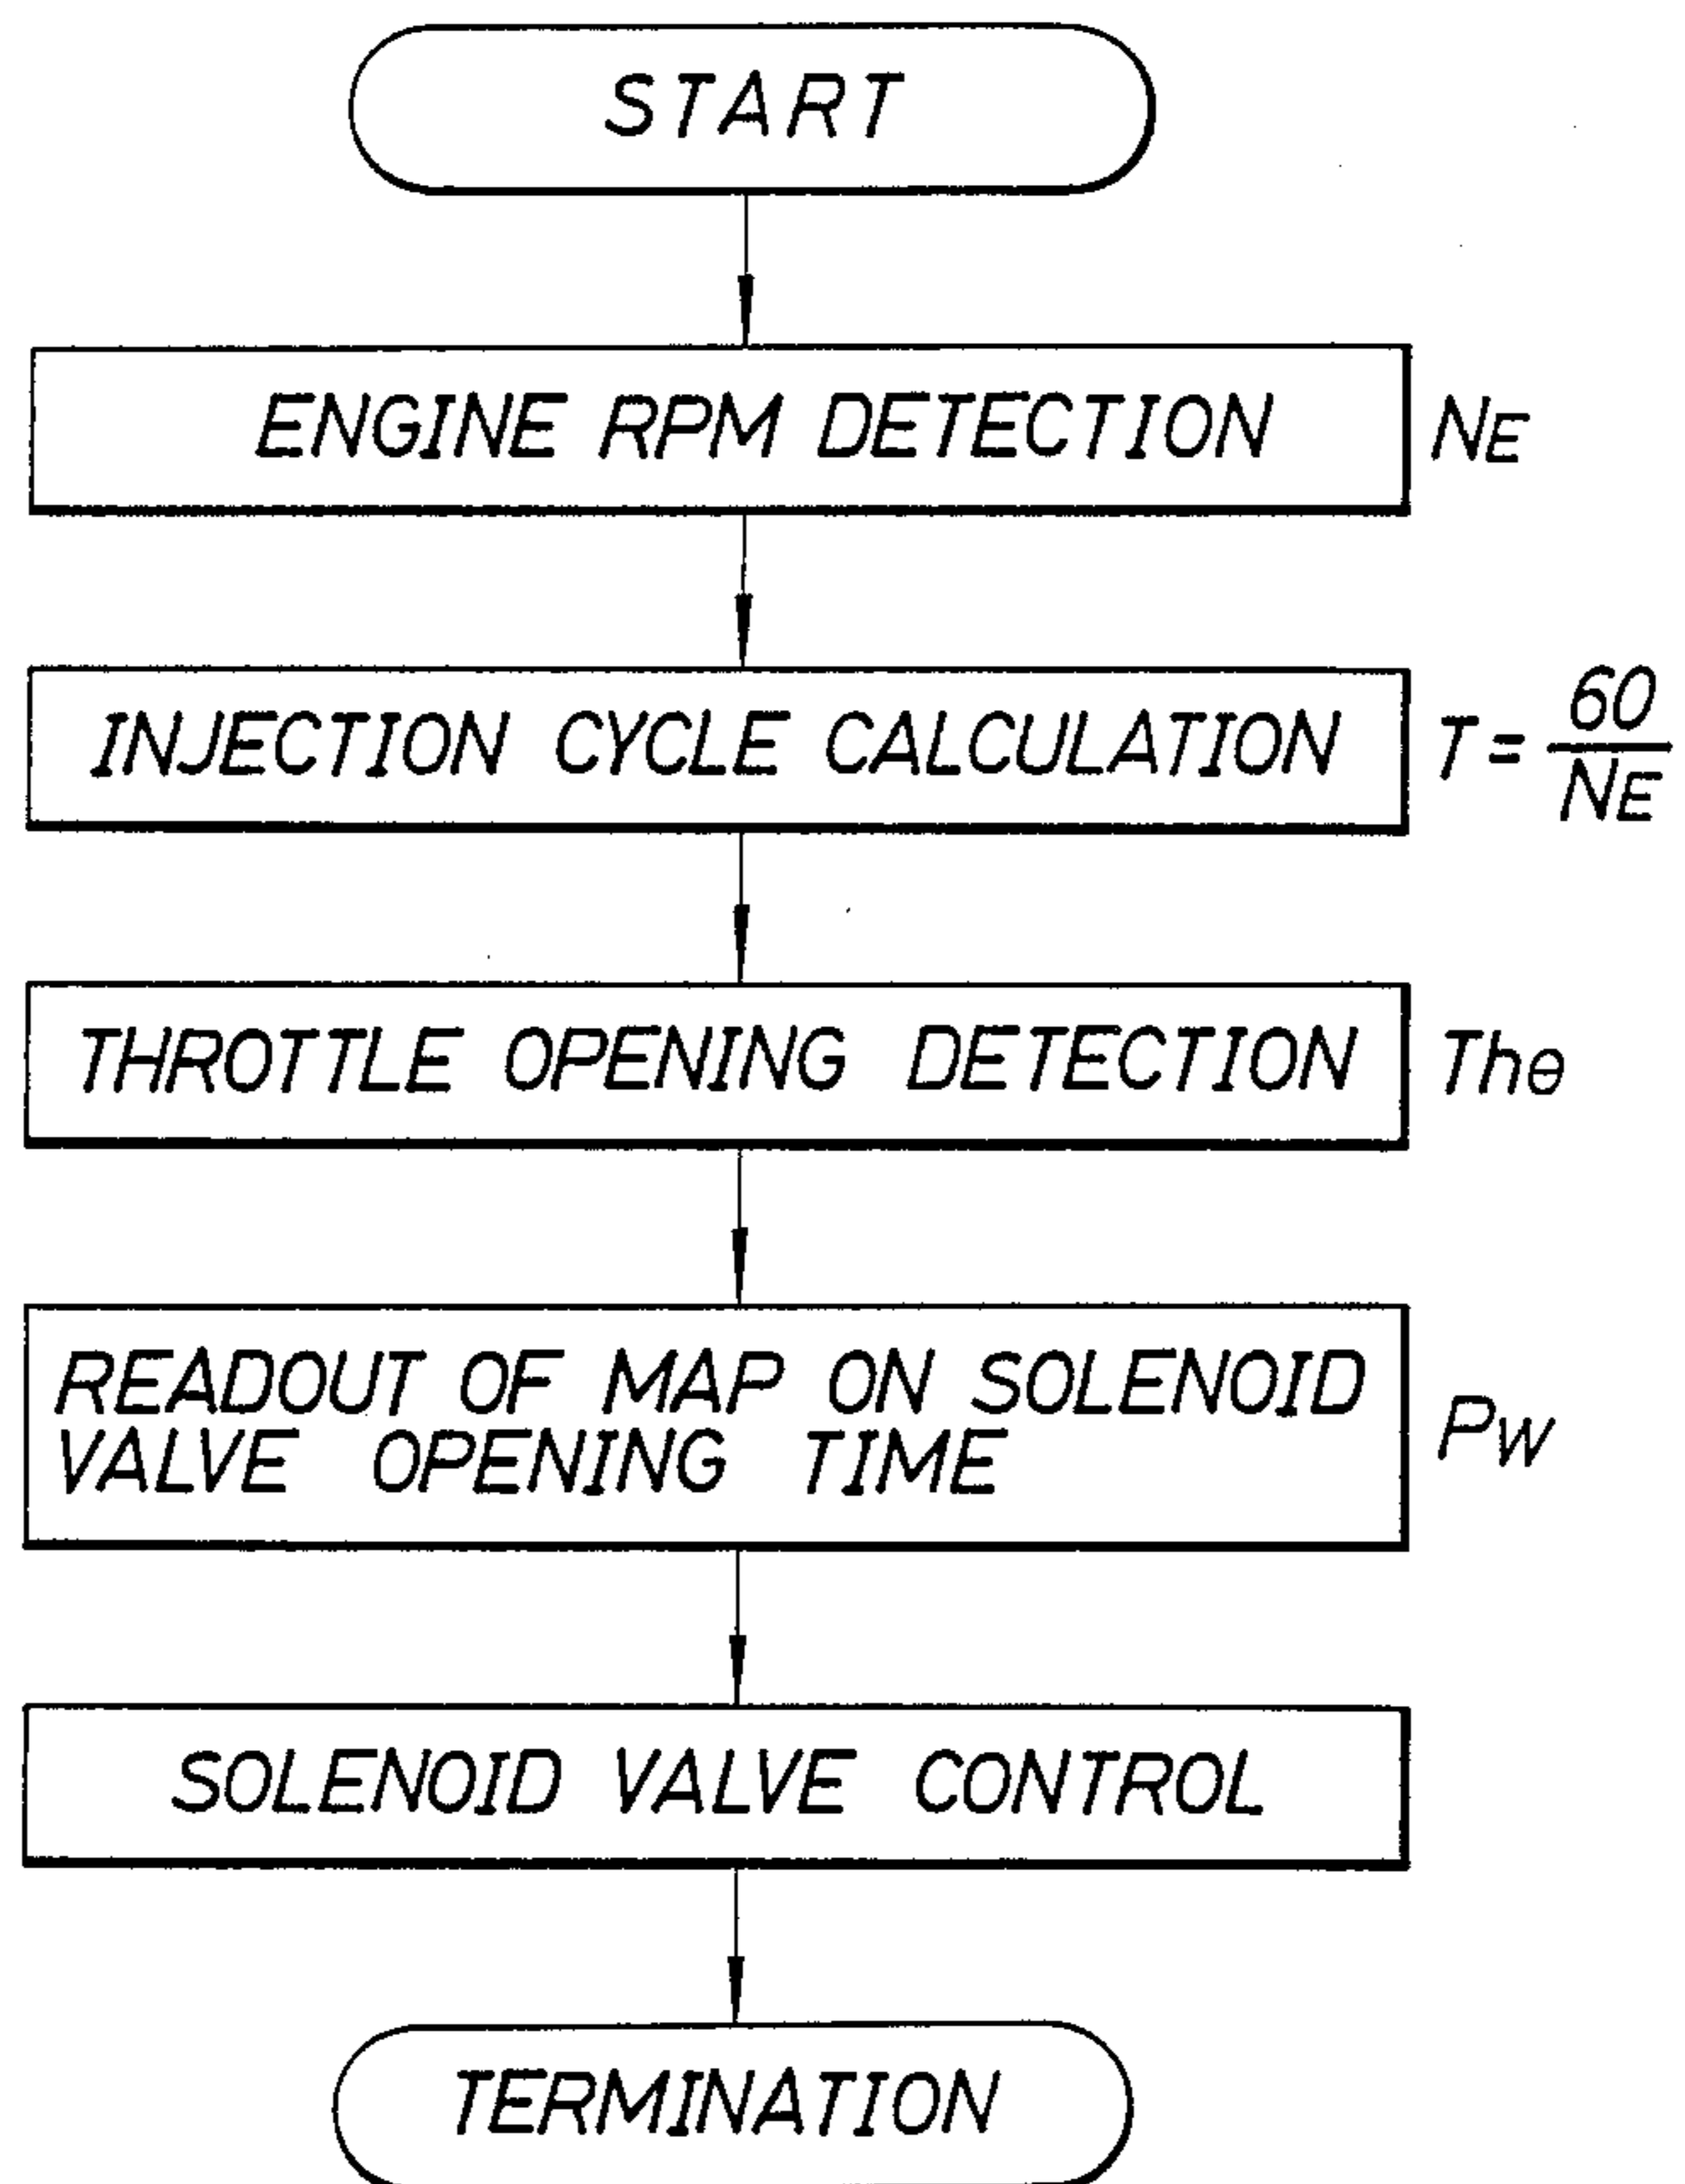 START
ENGINE RPM DETECTION NE
INJECTION CYCLE CALCULATION T = 60/NE
THROTTLE OPENING DETECTION Thθ
READOUT OF MAP ON SOLENOID
VALVE OPENING TIME
PW
SOLENOID VALVE CONTROL
TERMINATION